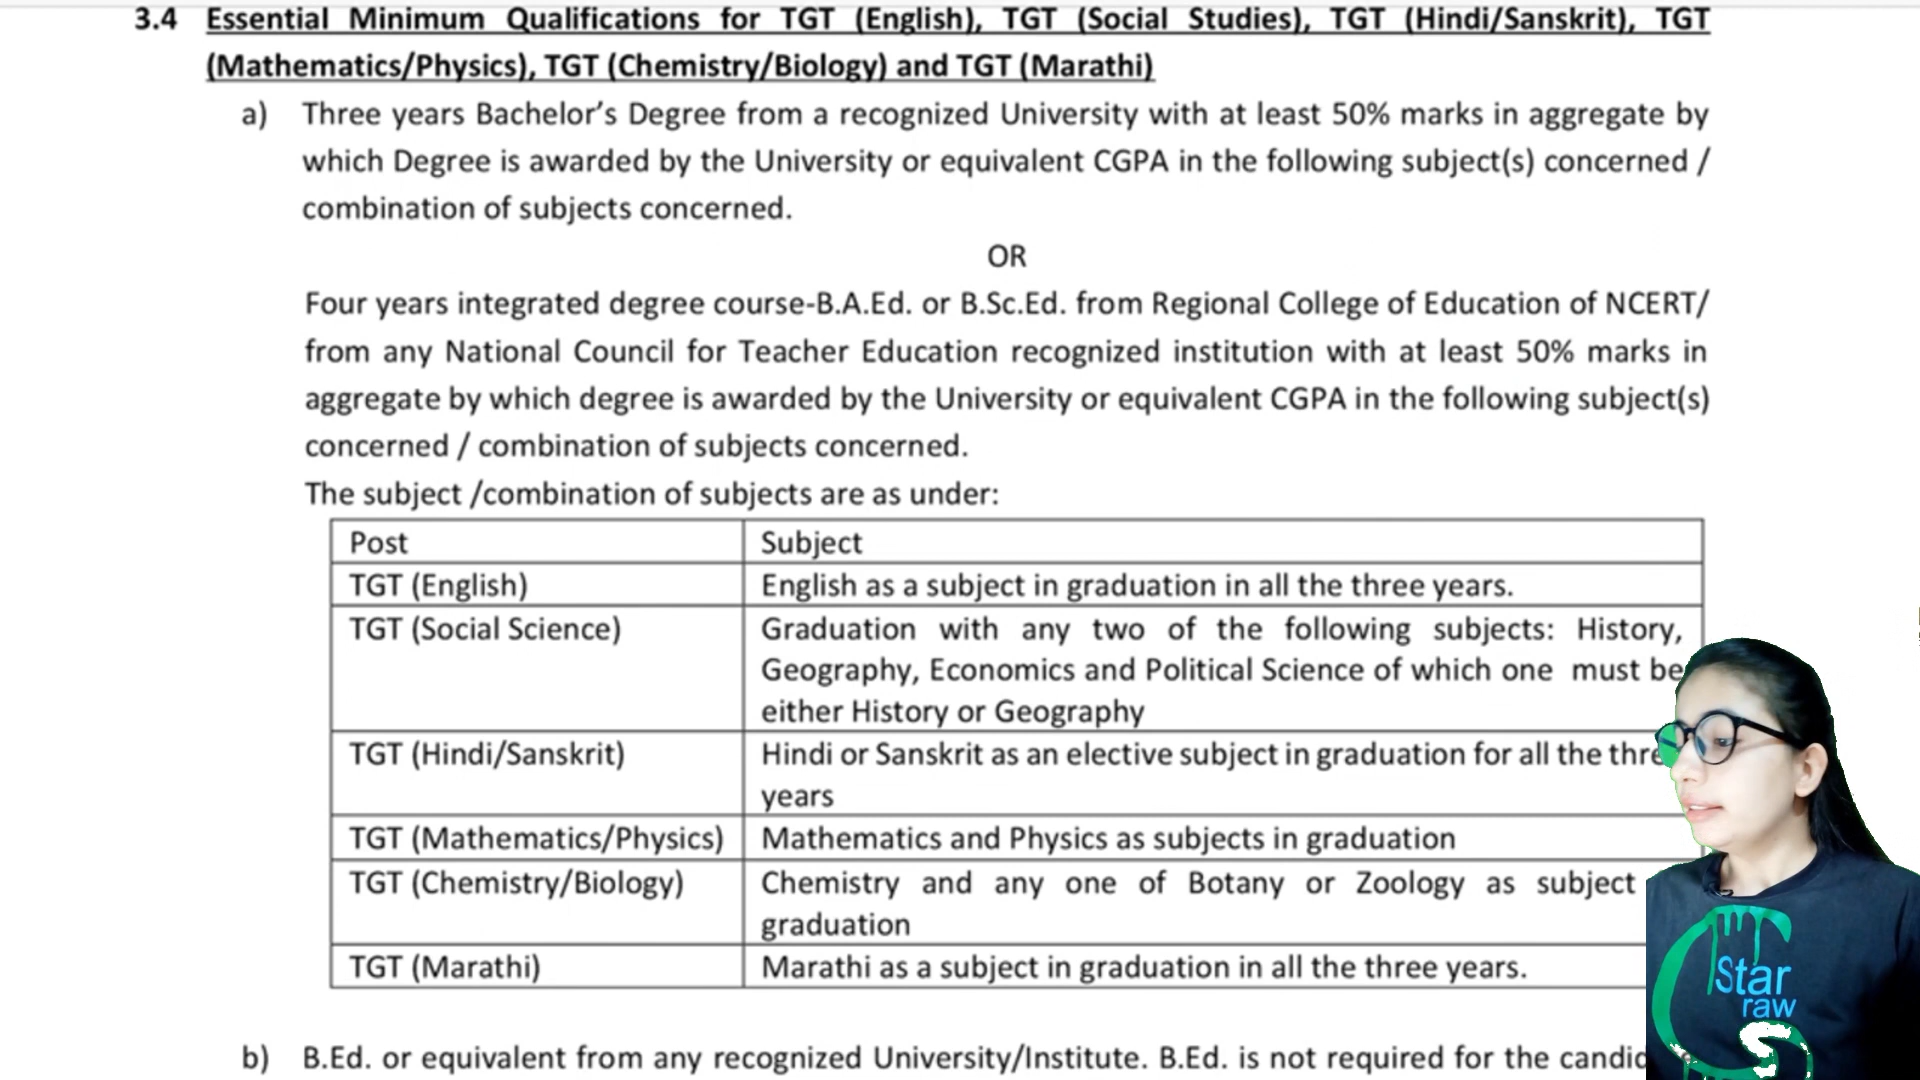 3.4 Essential Minimum Qualifications for TGT (English), TGT (Social Studies), TGT (Hindi/Sanskrit), TGT
(Mathematics/Physics), TGT (Chemistry/Biology) and TGT (Marathi)
a) Three years Bachelor’s Degree from a recognized University with at least 50% marks in aggregate by
which Degree is awarded by the University or equivalent CGPA in the following subject(s) concerned /
combination of subjects concerned.
OR
Four years integrated degree course-B.A.Ed. or B.Sc.Ed. from Regional College of Education of NCERT/
from any National Council for Teacher Education recognized institution with at least 50% marks in
aggregate by which degree is awarded by the University or equivalent CGPA in the following subject(s)
concerned / combination of subjects concerned.
The subject /combination of subjects are as under:
Post Subject
TGT (English) English as a subject in graduation in all the three years.
TGT (Social Science) Graduation with any two of the following subjects: History,
Geography, Economics and Political Science of which one must be
either History or Geography
TGT (Hindi/Sanskrit) Hindi or Sanskrit as an elective subject in graduation for all the
years
TGT (Mathematics/Physics) Mathematics and Physics as subjects in graduation
TGT (Chemistry/Biology) Chemistry and any one of Botany or Zoology as subject
graduation
TGT (Marathi) Marathi as a subject in graduation in all the three years.
b) B.Ed. or equivalent from any recognized University/Institute. B.Ed. is not required for the
Star
raw